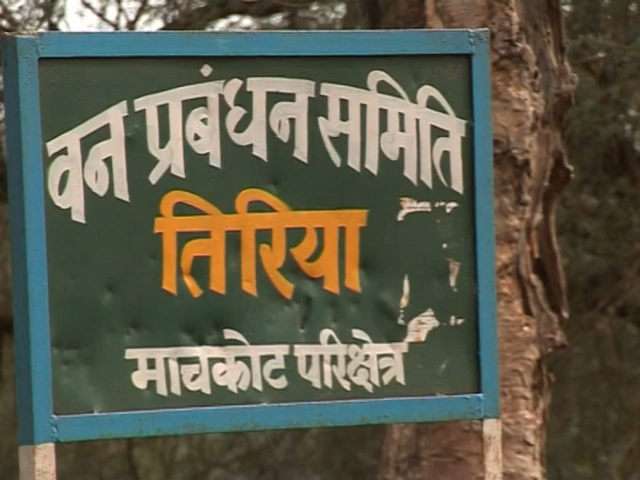 वन प्रबंधन समिति
तिरिया
माचकोट परिक्षेत्र